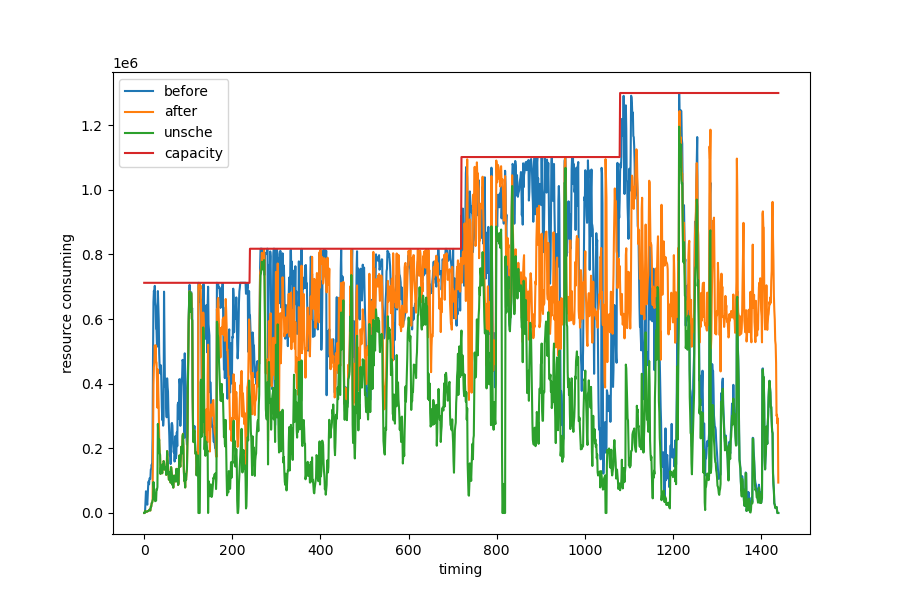 1e6
before
after
unsche
capacity
1.2
1.0
0.8
0.6
0.4
0.2
0.0
resource consuming
0 200 400 600 800 1000 1200 1400
timing